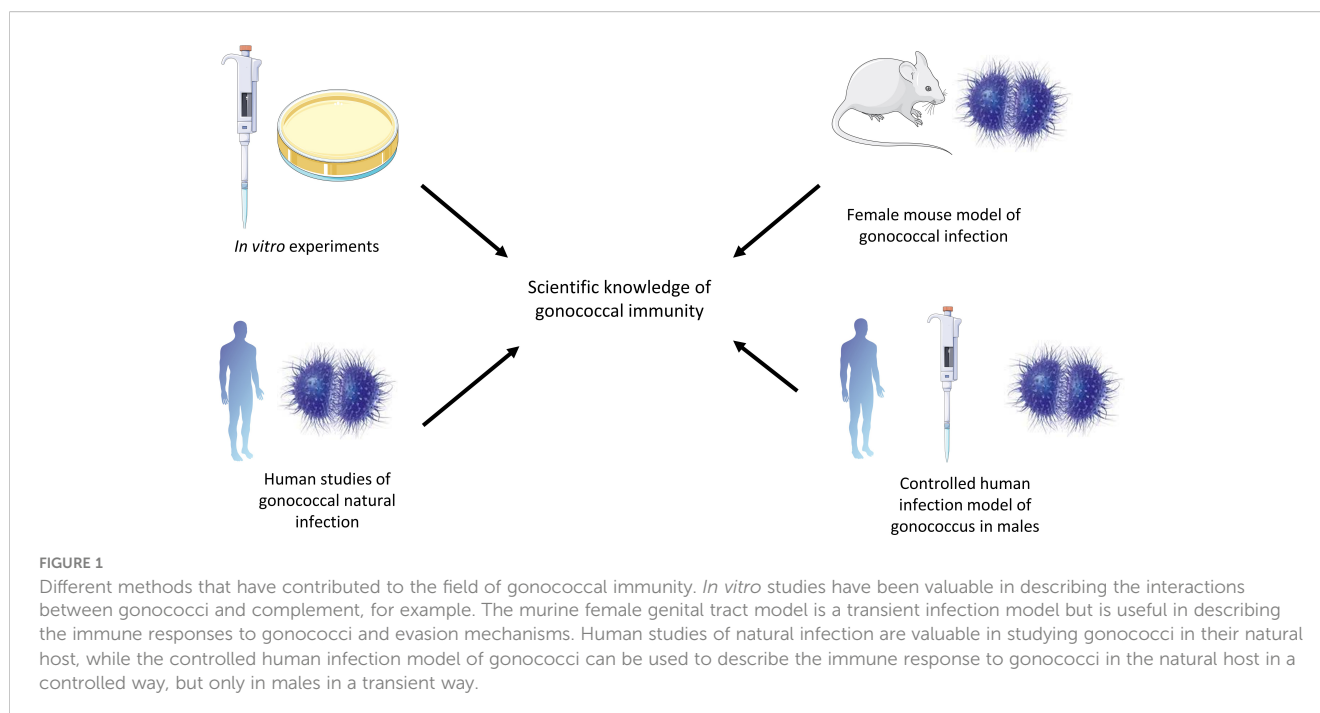 In vitro experiments
Female mouse model of
gonococcal infection
Scientific knowledge of
gonococcal immunity
Human studies of
gonococcal natural
infection
Controlled human
infection model of
gonococcus in males
FIGURE 1
Different methods that have contributed to the field of gonococcal immunity. In vitro studies have been valuable in describing the interactions
between gonococci and complement, for example. The murine female genital tract model is a transient infection model but is useful in describing
the immune responses to gonococci and evasion mechanisms. Human studies of natural infection are valuable in studying gonococci in their natural
host, while the controlled human infection model of gonococci can be used to describe the immune response to gonococci in the natural host in a
controlled way, but only in males in a transient way.